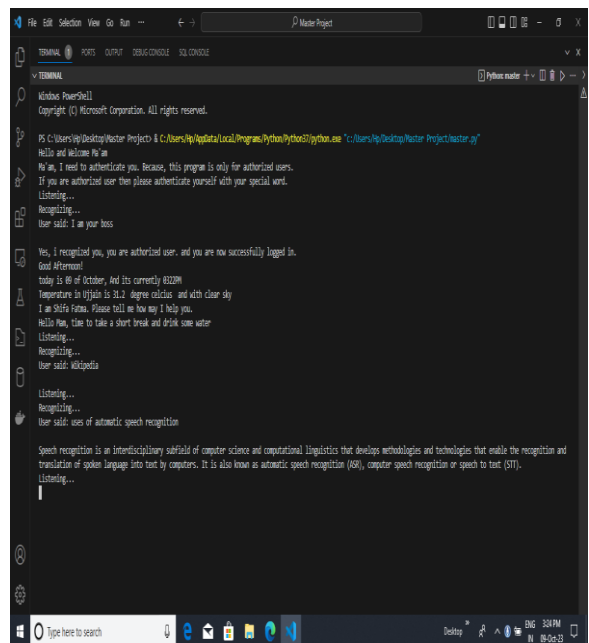 File Edit Selection View Go Run ···
Master Project
TERMINAL 1 PORTS OUTPUT DEBUG CONSOLE SQL CONSOLE
TERMINAL
Python: master
Windows PowerShell
Copyright (C) Microsoft Corporation. All rights reserved.
PS C:\Users\Hp\Desktop\Master Project> & C:/Users/Hp/AppData/Local/Programs/Python/Python37/python.exe "c:/Users/Hp/Desktop/Master Project/master.py"
Hello and Welcome Ma'am
Ma'am, I need to authenticate you. Because, this program is only for authorized users.
If you are authorized user then please authenticate yourself with your special word.
Listening...
Recognizing...
User said: I am your boss
Yes, i recognized you, you are authorized user. and you are now successfully logged in.
Good Afternoon!
today is 09 of October, And its currently 0322PM
Temperature in Ujjain is 31.2 degree celcius and with clear sky
I am Shifa Fatma. Please tell me how may I help you.
Hello Mam, time to take a short break and drink some water
Listening...
Recognizing...
User said: Wikipedia
Listening...
Recognizing...
User said: uses of automatic speech recognition
Speech recognition is an interdisciplinary subfield of computer science and computational linguistics that develops methodologies and technologies that enable the recognition and
translation of spoken language into text by computers. It is also known as automatic speech recognition (ASR), computer speech recognition or speech to text (STT).
Listening...
Type here to search
Desktop
ENG
IN
3:24 PM
09-Oct-23